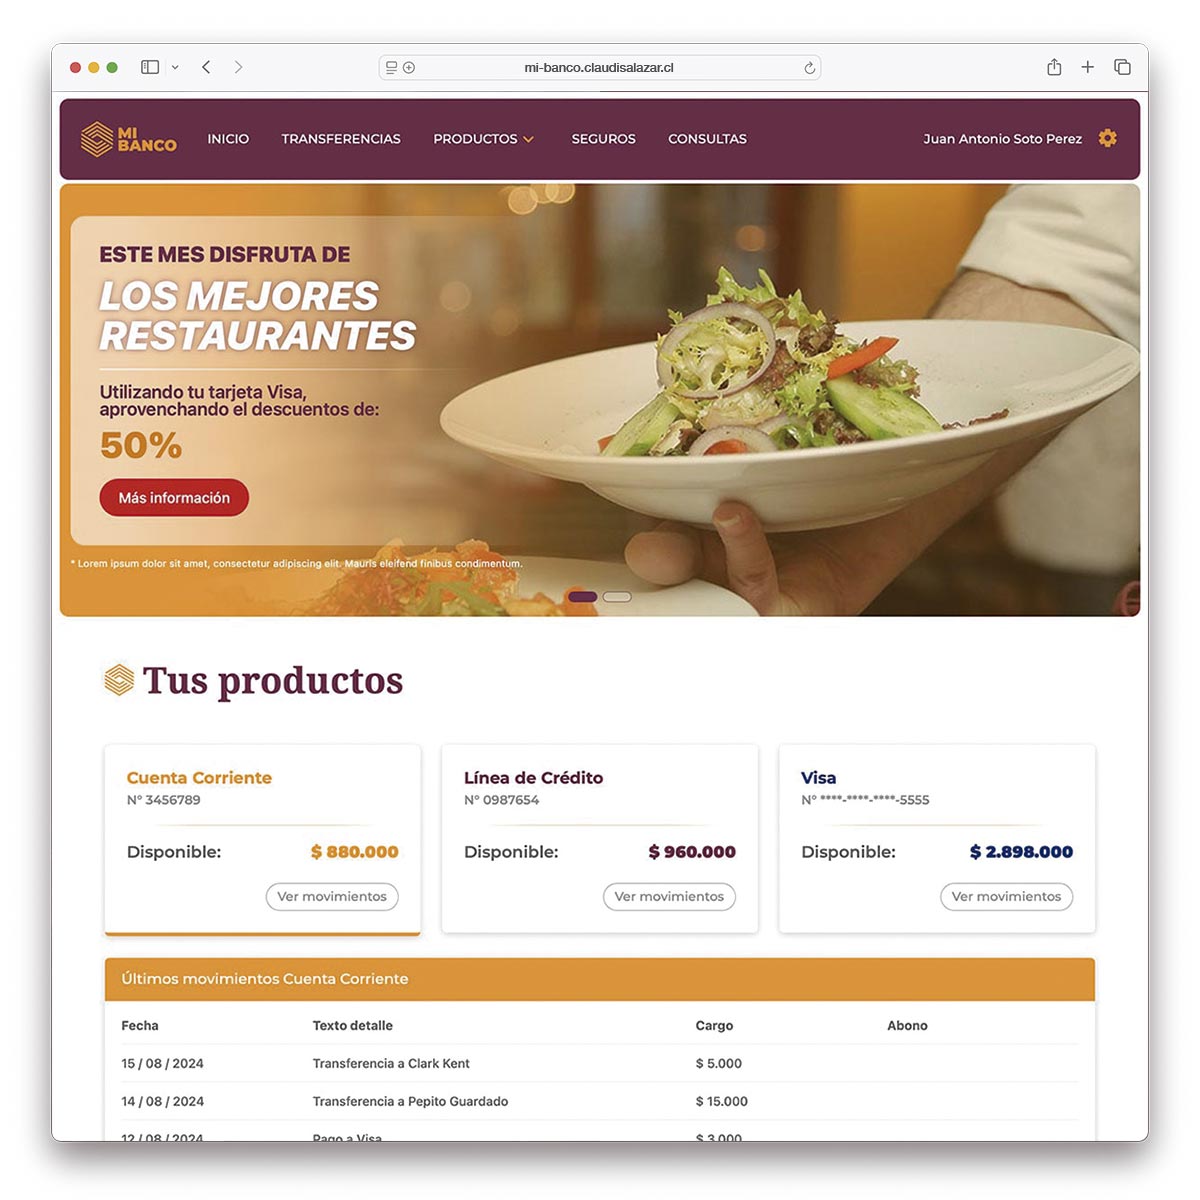 mi-banco.claudisalazar.cl
MI
BANCO
INICIO TRANSFERENCIAS PRODUCTOS SEGUROS CONSULTAS
Juan Antonio Soto Perez
ESTE MES DISFRUTA DE
LOS MEJORES
RESTAURANTES
Utilizando tu tarjeta Visa,
aprovenchando el descuentos de:
50%
Más información
* Lorem ipsum dolor sit amet, consectetur adipiscing elit. Mauris eleifend finibus condimentum.
Tus productos
Cuenta Corriente
N° 3456789
Disponible: $ 880.000
Ver movimientos
Línea de Crédito
N° 0987654
Disponible: $ 960.000
Ver movimientos
Visa
N° ****-****-****-5555
Disponible: $ 2.898.000
Ver movimientos
Últimos movimientos Cuenta Corriente
Fecha Texto detalle Cargo Abono
15 / 08 / 2024 Transferencia a Clark Kent $ 5.000
14 / 08 / 2024 Transferencia a Pepito Guardado $ 15.000
12 / 08 / 2024 Pago a Visa $ 3.000